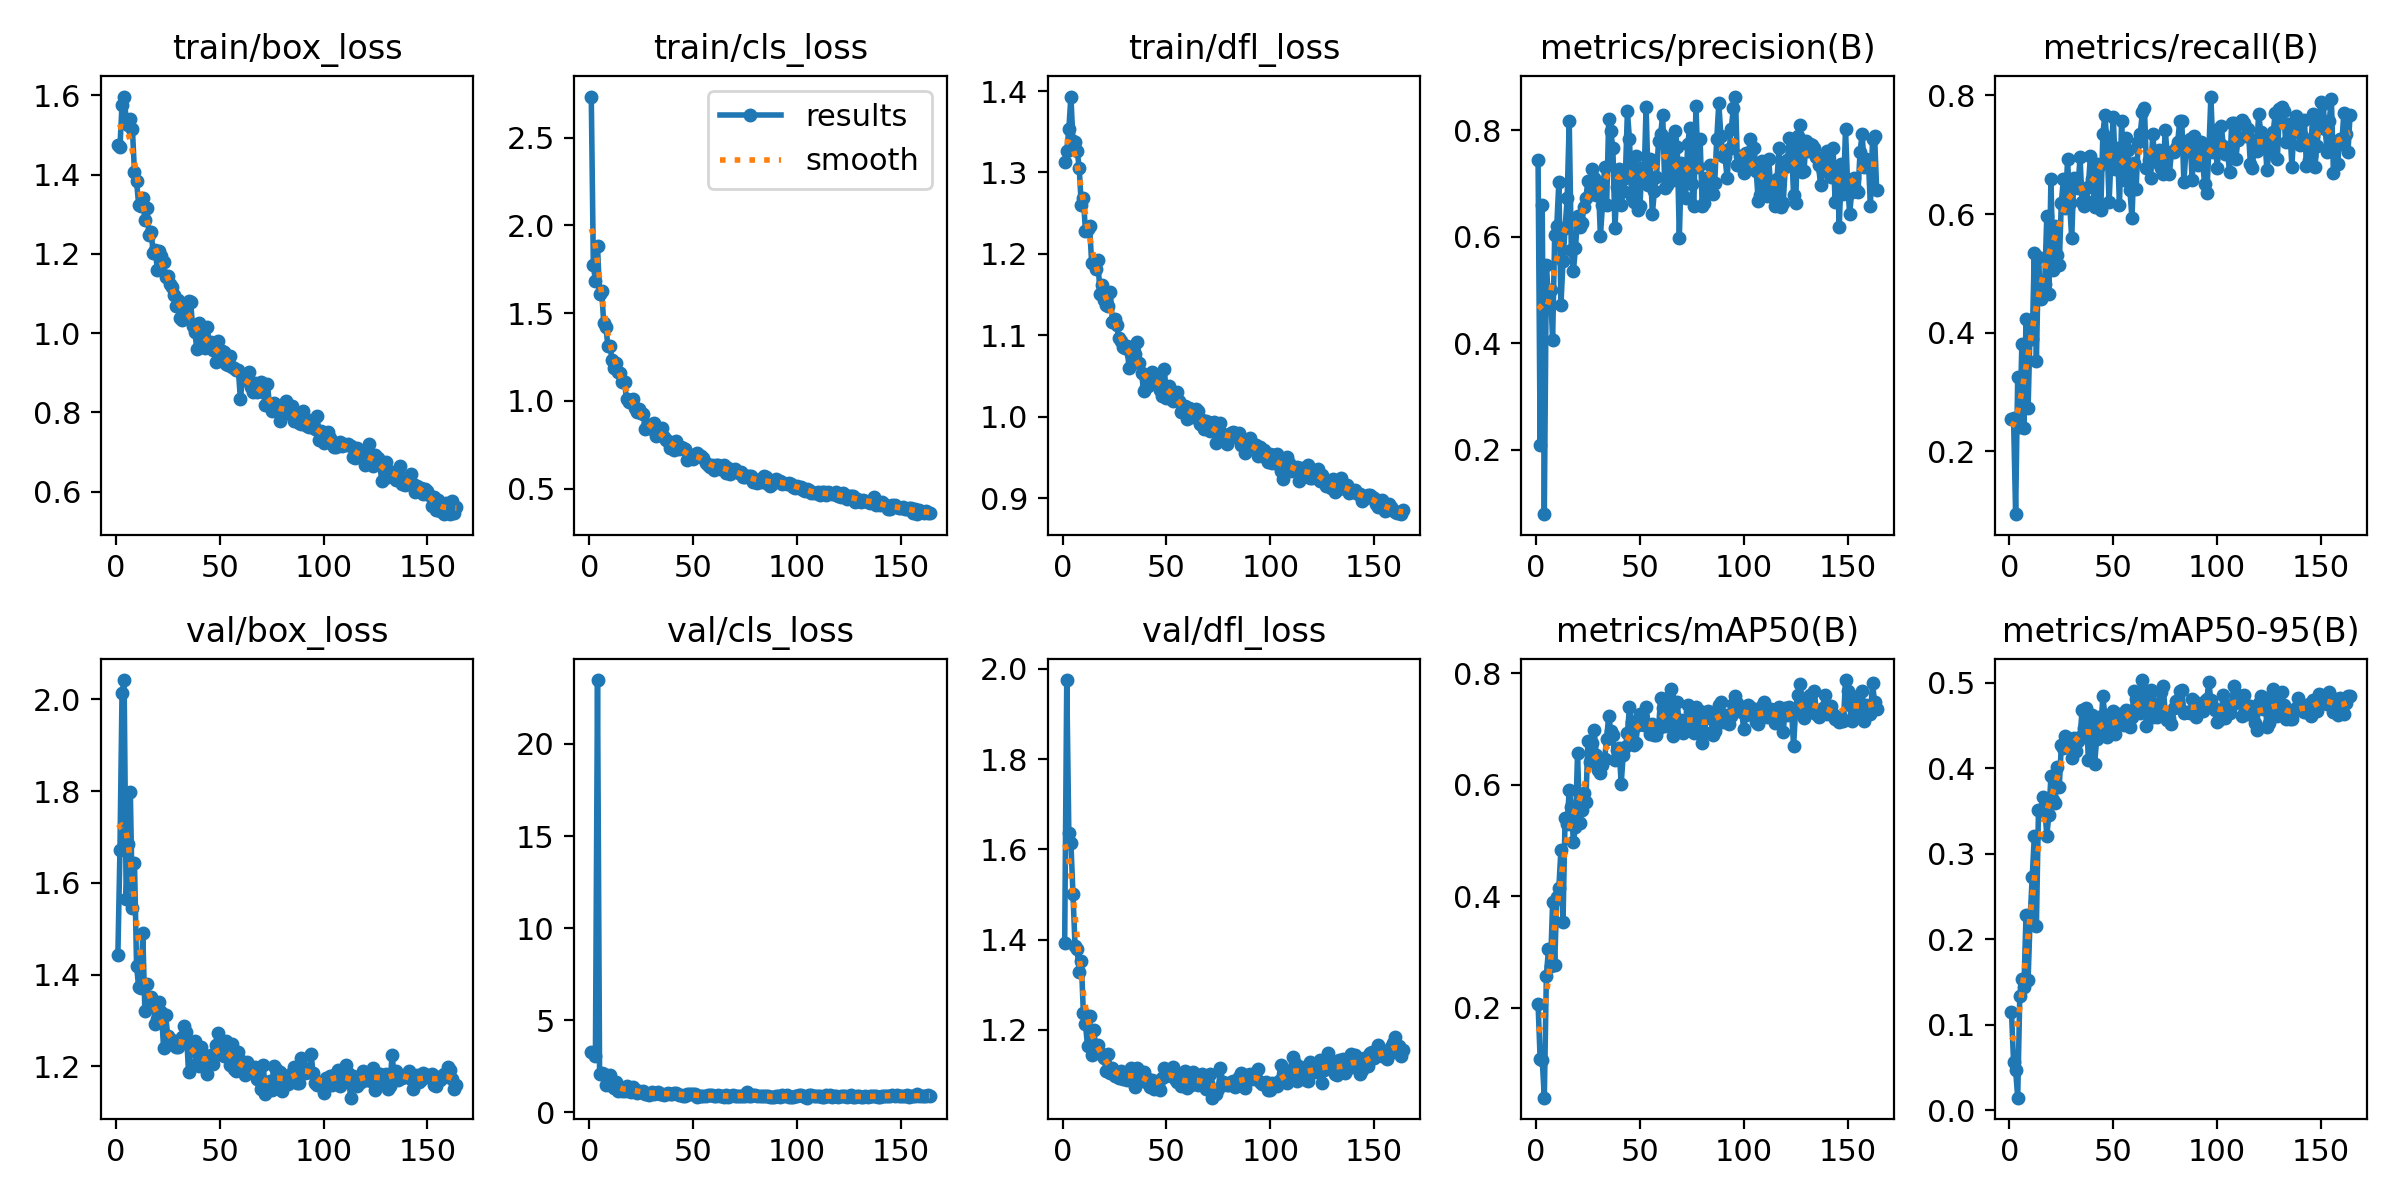 train/box_loss
1.6
1.4
1.2
1.0
0.8
0.6
0 50 100 150
train/cls_loss
results
smooth
2.5
2.0
1.5
1.0
0.5
0 50 100 150
train/dfl_loss
1.4
1.3
1.2
1.1
1.0
0.9
0 50 100 150
metrics/precision(B)
0.8
0.6
0.4
0.2
0 50 100 150
metrics/recall(B)
0.8
0.6
0.4
0.2
0 50 100 150
val/box_loss
2.0
1.8
1.6
1.4
1.2
0 50 100 150
val/cls_loss
20
15
10
5
0
0 50 100 150
val/dfl_loss
2.0
1.8
1.6
1.4
1.2
0 50 100 150
metrics/mAP50(B)
0.8
0.6
0.4
0.2
0 50 100 150
metrics/mAP50-95(B)
0.5
0.4
0.3
0.2
0.1
0.0
0 50 100 150